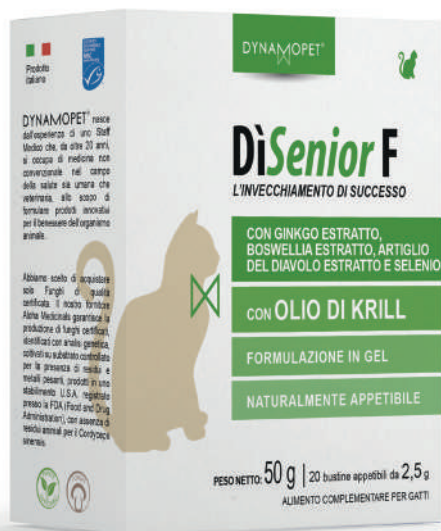 Prodotto
italiano
DYNAMOPET® nasce
dall'esperienza di uno Staff
Medico che, da oltre 20 anni,
si occupa di medicina non
convenzionale nel campo
della salute sia umana che
veterinaria, allo scopo di
formulare prodotti innovativi
per il benessere dell'organismo
animale.
Abbiamo scelto di acquistare
solo Funghi di qualità
certificata. Il nostro fornitore
Aloha Medicinals garantisce la
produzione di funghi certificati,
identificati con analisi genetica,
coltivati su substrato controllato
per la presenza di residui e
metalli pesanti, prodotti in uno
stabilimento U.S.A. registrato
presso la FDA (Food and Drug
Administration), con assenza di
residui animali per il Cordyceps
sinensis.
DYNAMOPET®
DìSenior F
L'INVECCHIAMENTO DI SUCCESSO
CON GINKGO ESTRATTO,
BOSWELLIA ESTRATTO, ARTIGLIO
DEL DIAVOLO ESTRATTO E SELENIO
CON OLIO DI KRILL
FORMULAZIONE IN GEL
NATURALMENTE APPETIBILE
PESO NETTO: 50 g | 20 bustine appetibili da 2,5 g
ALIMENTO COMPLEMENTARE PER GATTI